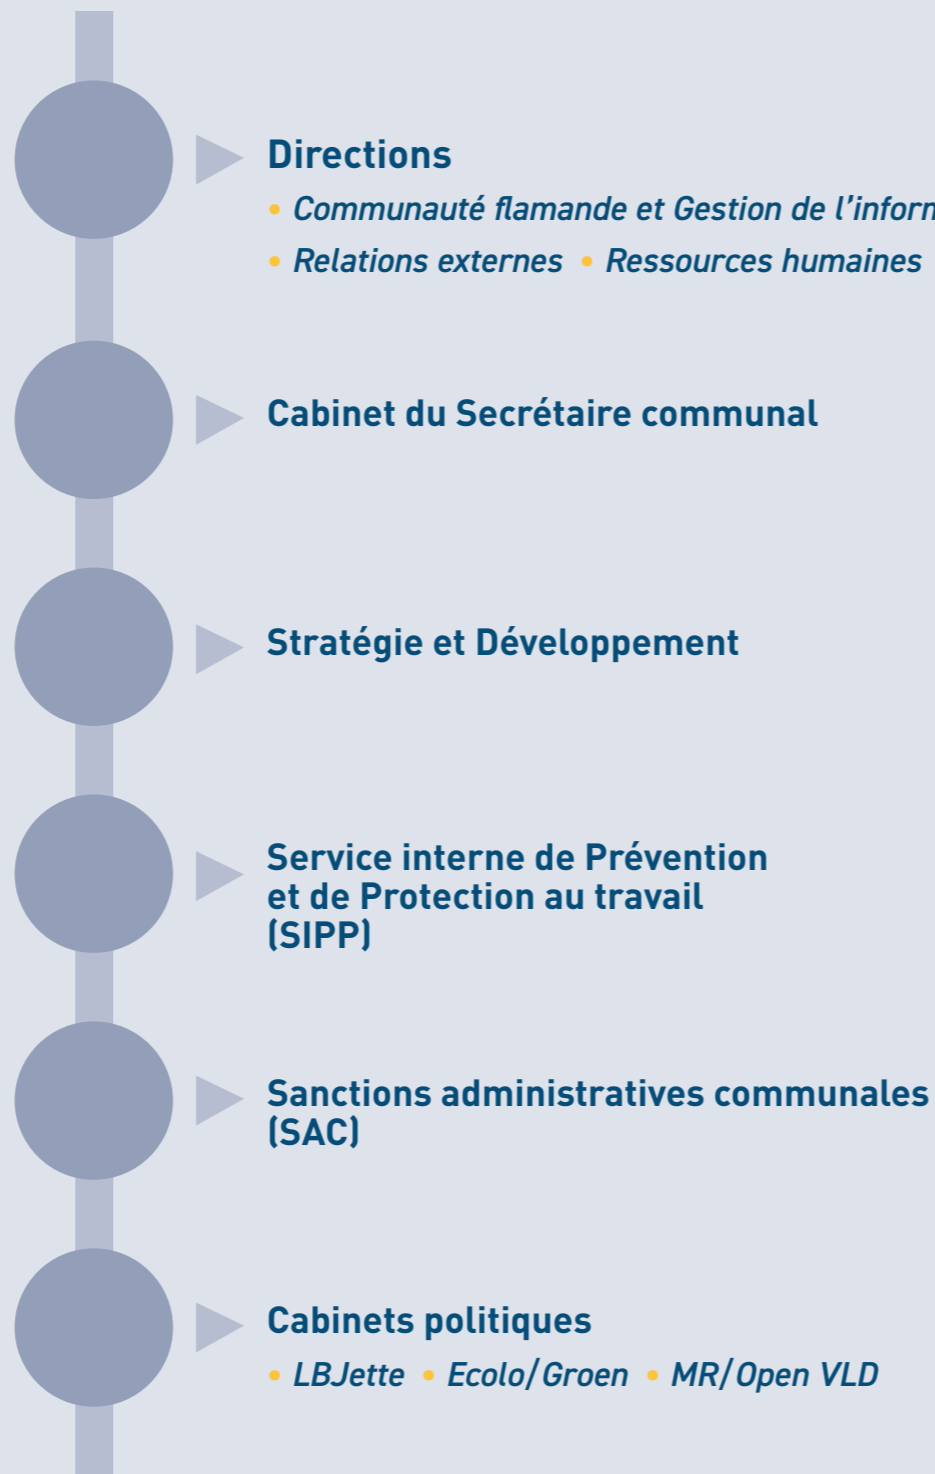 Directions
• Communauté flamande et Gestion de l'infor
• Relations externes • Ressources humaines
Cabinet du Secrétaire communal
Stratégie et Développement
Service interne de Prévention
et de Protection au travail
(SIPP)
Sanctions administratives communales
(SAC)
Cabinets politiques
• LBJette • Ecolo/Groen • MR/Open VLD